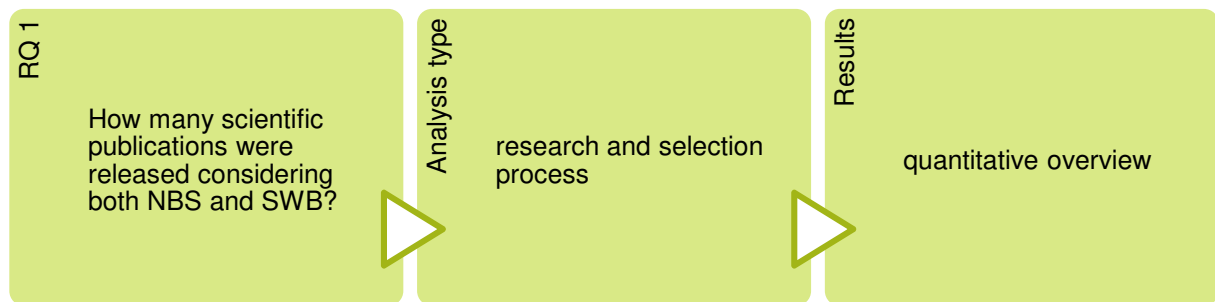 RQ 1
How many scientific
publications were
released considering
both NBS and SWB?
Analysis type
research and selection
process
Results
quantitative overview